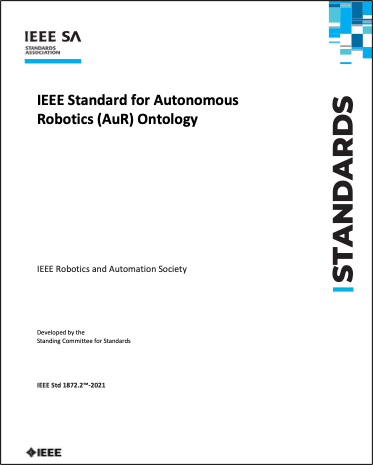 IEEE SA
STANDARDS
ASSOCIATION
IEEE Standard for Autonomous
Robotics (AuR) Ontology
STANDARDS
IEEE Robotics and Automation Society
Developed by the
Standing Committee for Standards
IEEE Std 1872.2™-2021
IEEE